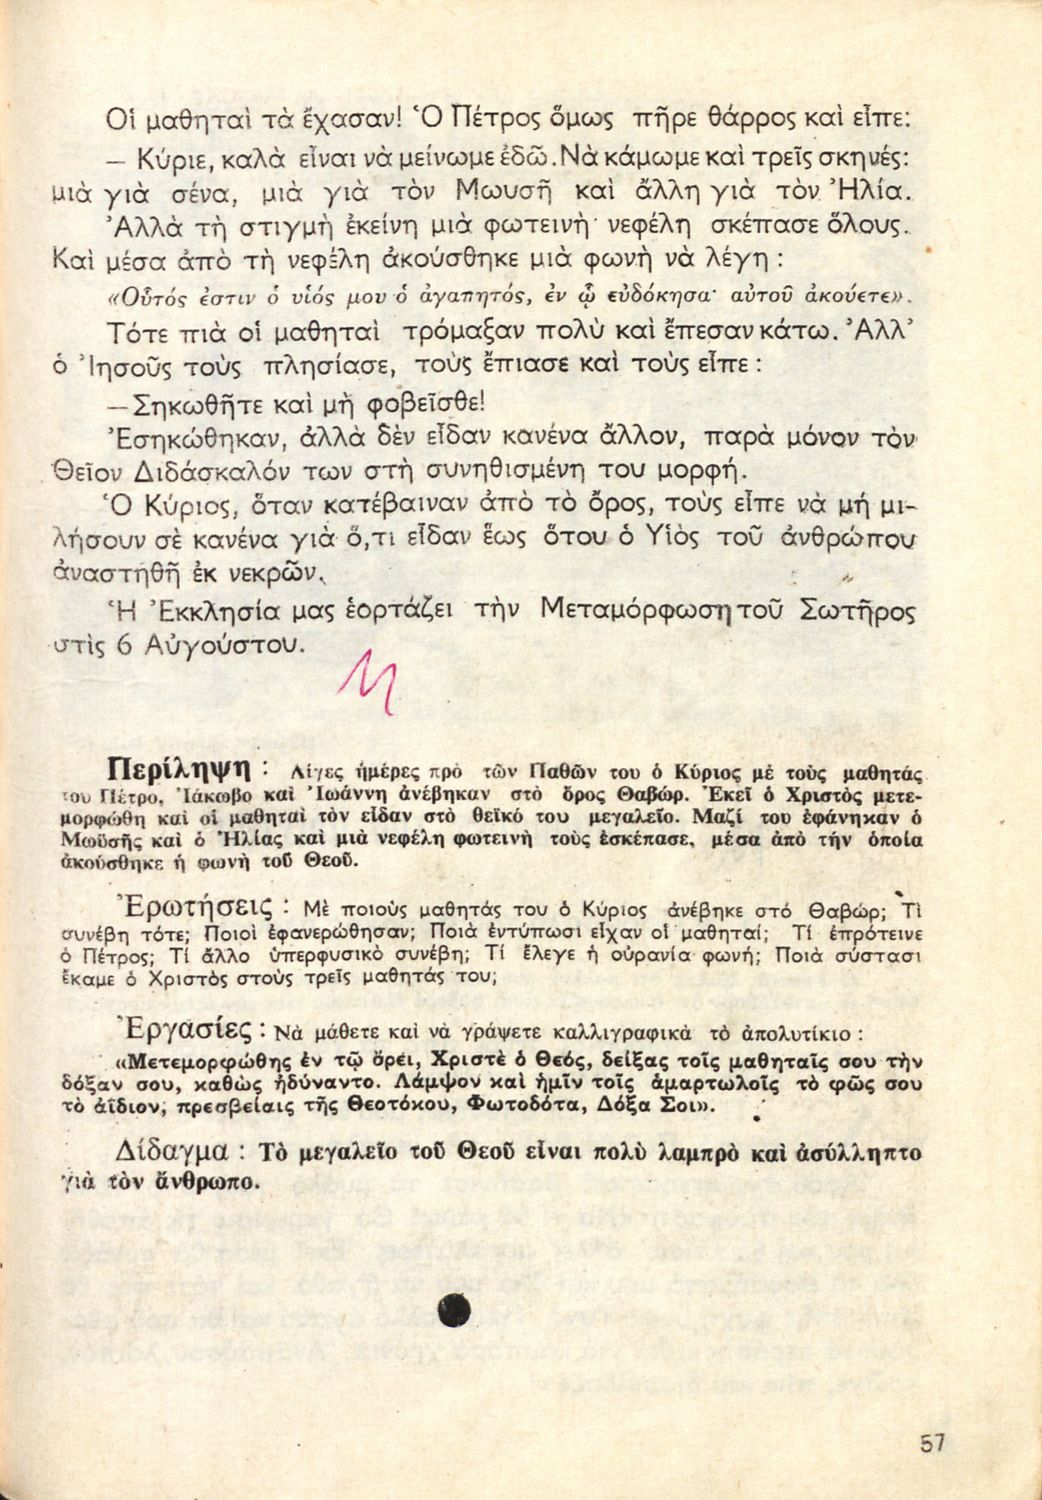 Οἱ μαθηταὶ τὰ ἔχασαν! Ὁ Πέτρος ὅμως πῆρε θάρρος καὶ εἶπε:
— Κύριε, καλὰ εἶναι νὰ μείνωμε ἐδῶ. Νὰ κάμωμε καὶ τρεῖς σκηνές:
μιὰ γιὰ σένα, μιὰ γιὰ τὸν Μωυσῆ καὶ ἄλλη γιὰ τὸν Ἠλία.
Ἀλλὰ τὴ στιγμὴ ἐκείνη μιὰ φωτεινὴ νεφέλη σκέπασε ὅλους.
Καὶ μέσα ἀπὸ τὴ νεφέλη ἀκούσθηκε μιὰ φωνὴ νὰ λέγη :
«Οὗτός ἐστιν ὁ υἱός μου ὁ ἀγαπητός, ἐν ᾧ εὐδόκησα· αὐτοῦ ἀκούετε».
Τότε πιὰ οἱ μαθηταὶ τρόμαξαν πολὺ καὶ ἔπεσαν κάτω. Ἀλλ᾽
ὁ Ἰησοῦς τοὺς πλησίασε, τοὺς ἔπιασε καὶ τοὺς εἶπε :
— Σηκωθῆτε καὶ μὴ φοβεῖσθε!
Ἐσηκώθηκαν, ἀλλὰ δὲν εἶδαν κανένα ἄλλον, παρὰ μόνον τὸν
Θεῖον Διδάσκαλόν των στὴ συνηθισμένη του μορφή.
Ὁ Κύριος, ὅταν κατέβαιναν ἀπὸ τὸ ὄρος, τοὺς εἶπε νὰ μή μι-
λήσουν σὲ κανένα γιὰ ὅ,τι εἶδαν ἕως ὅτου ὁ Υἱὸς τοῦ ἀνθρώπου
ἀναστηθῆ ἐκ νεκρῶν.
Ἡ Ἐκκλησία μας ἑορτάζει τὴν Μεταμόρφωση τοῦ Σωτῆρος
στὶς 6 Αὐγούστου.
Περίληψη : Λίγες ἡμέρες πρὸ τῶν Παθῶν του ὁ Κύριος μέ τοὺς μαθητάς
του Πέτρο, Ἰάκωβο καὶ Ἰωάννη ἀνέβηκαν στὸ ὄρος Θαβώρ. Ἐκεῖ ὁ Χριστὸς μετε-
μορφώθη καὶ οἱ μαθηταὶ τὸν εἶδαν στὸ θεϊκό του μεγαλεῖο. Μαζί του ἐφάνηκαν ὁ
Μωϋσῆς καὶ ὁ Ἠλίας καὶ μιὰ νεφέλη φωτεινὴ τοὺς ἐσκέπασε, μέσα ἀπὸ τήν ὁποία
ἀκούσθηκε ἡ φωνὴ τοῦ Θεοῦ.
Ἐρωτήσεις : Μὲ ποιοὺς μαθητάς του ὁ Κύριος ἀνέβηκε στό Θαβώρ; Τὶ
συνέβη τότε; Ποιοὶ ἐφανερώθησαν; Ποιὰ ἐντύπωσι εἶχαν οἱ μαθηταί; Τί ἐπρότεινε
ὁ Πέτρος; Τί ἄλλο ὑπερφυσικὸ συνέβη; Τί ἔλεγε ἡ οὐρανία φωνή; Ποιὰ σύστασι
ἔκαμε ὁ Χριστὸς στοὺς τρεῖς μαθητάς του;
Ἐργασίες : Νὰ μάθετε καὶ νὰ γράψετε καλλιγραφικὰ τὸ ἀπολυτίκιο :
«Μετεμορφώθης ἐν τῷ ὄρει, Χριστὲ ὁ Θεός, δείξας τοῖς μαθηταῖς σου τὴν
δόξαν σου, καθὼς ἠδύναντο. Λάμψον καὶ ἡμῖν τοῖς ἁμαρτωλοῖς τὸ φῶς σου
τὸ ἀΐδιον, πρεσβείαις τῆς Θεοτόκου, Φωτοδότα, Δόξα Σοι».
Δίδαγμα : Τὸ μεγαλεῖο τοῦ Θεοῦ εἶναι πολὺ λαμπρὸ καὶ ἀσύλληπτο
γιὰ τὸν ἄνθρωπο.
57